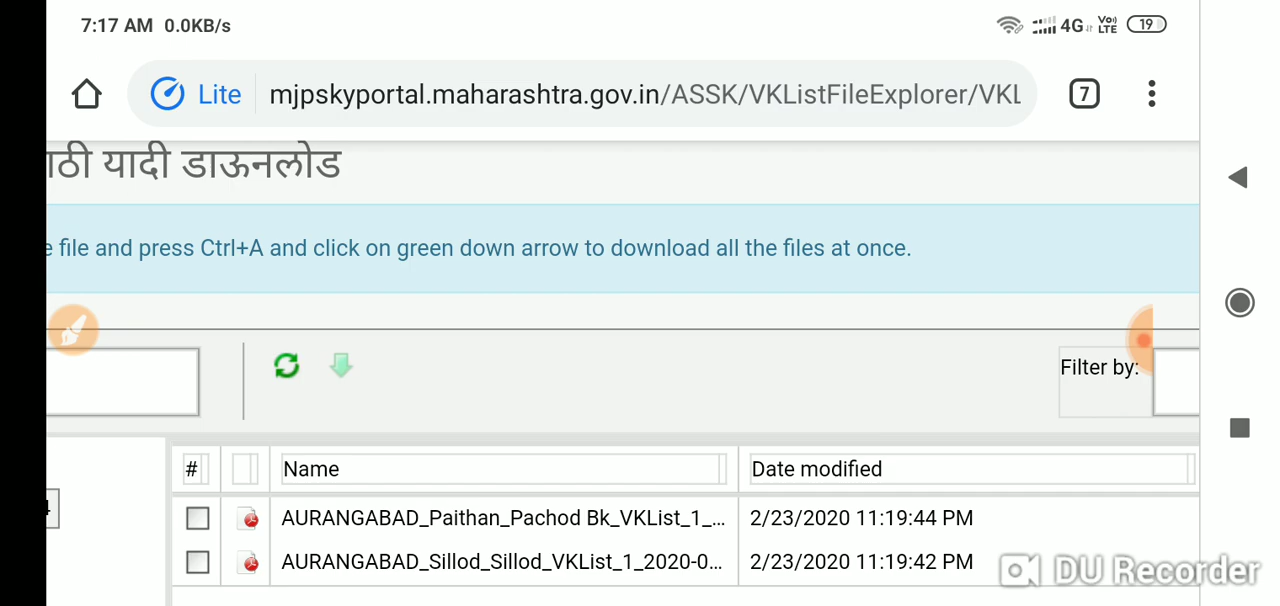 7:17 AM 0.0KB/s 4G Vo) LTE 19
Lite mjpskyportal.maharashtra.gov.in/ASSK/VKListFileExplorer/VKL 7
ाठी यादी डाऊनलोड
e file and press Ctrl+A and click on green down arrow to download all the files at once.
Filter by:
# Name Date modified
AURANGABAD_Paithan_Pachod Bk_VKList_1_... 2/23/2020 11:19:44 PM
AURANGABAD_Sillod_Sillod_VKList_1_2020-0... 2/23/2020 11:19:42 PM
DU Recorder